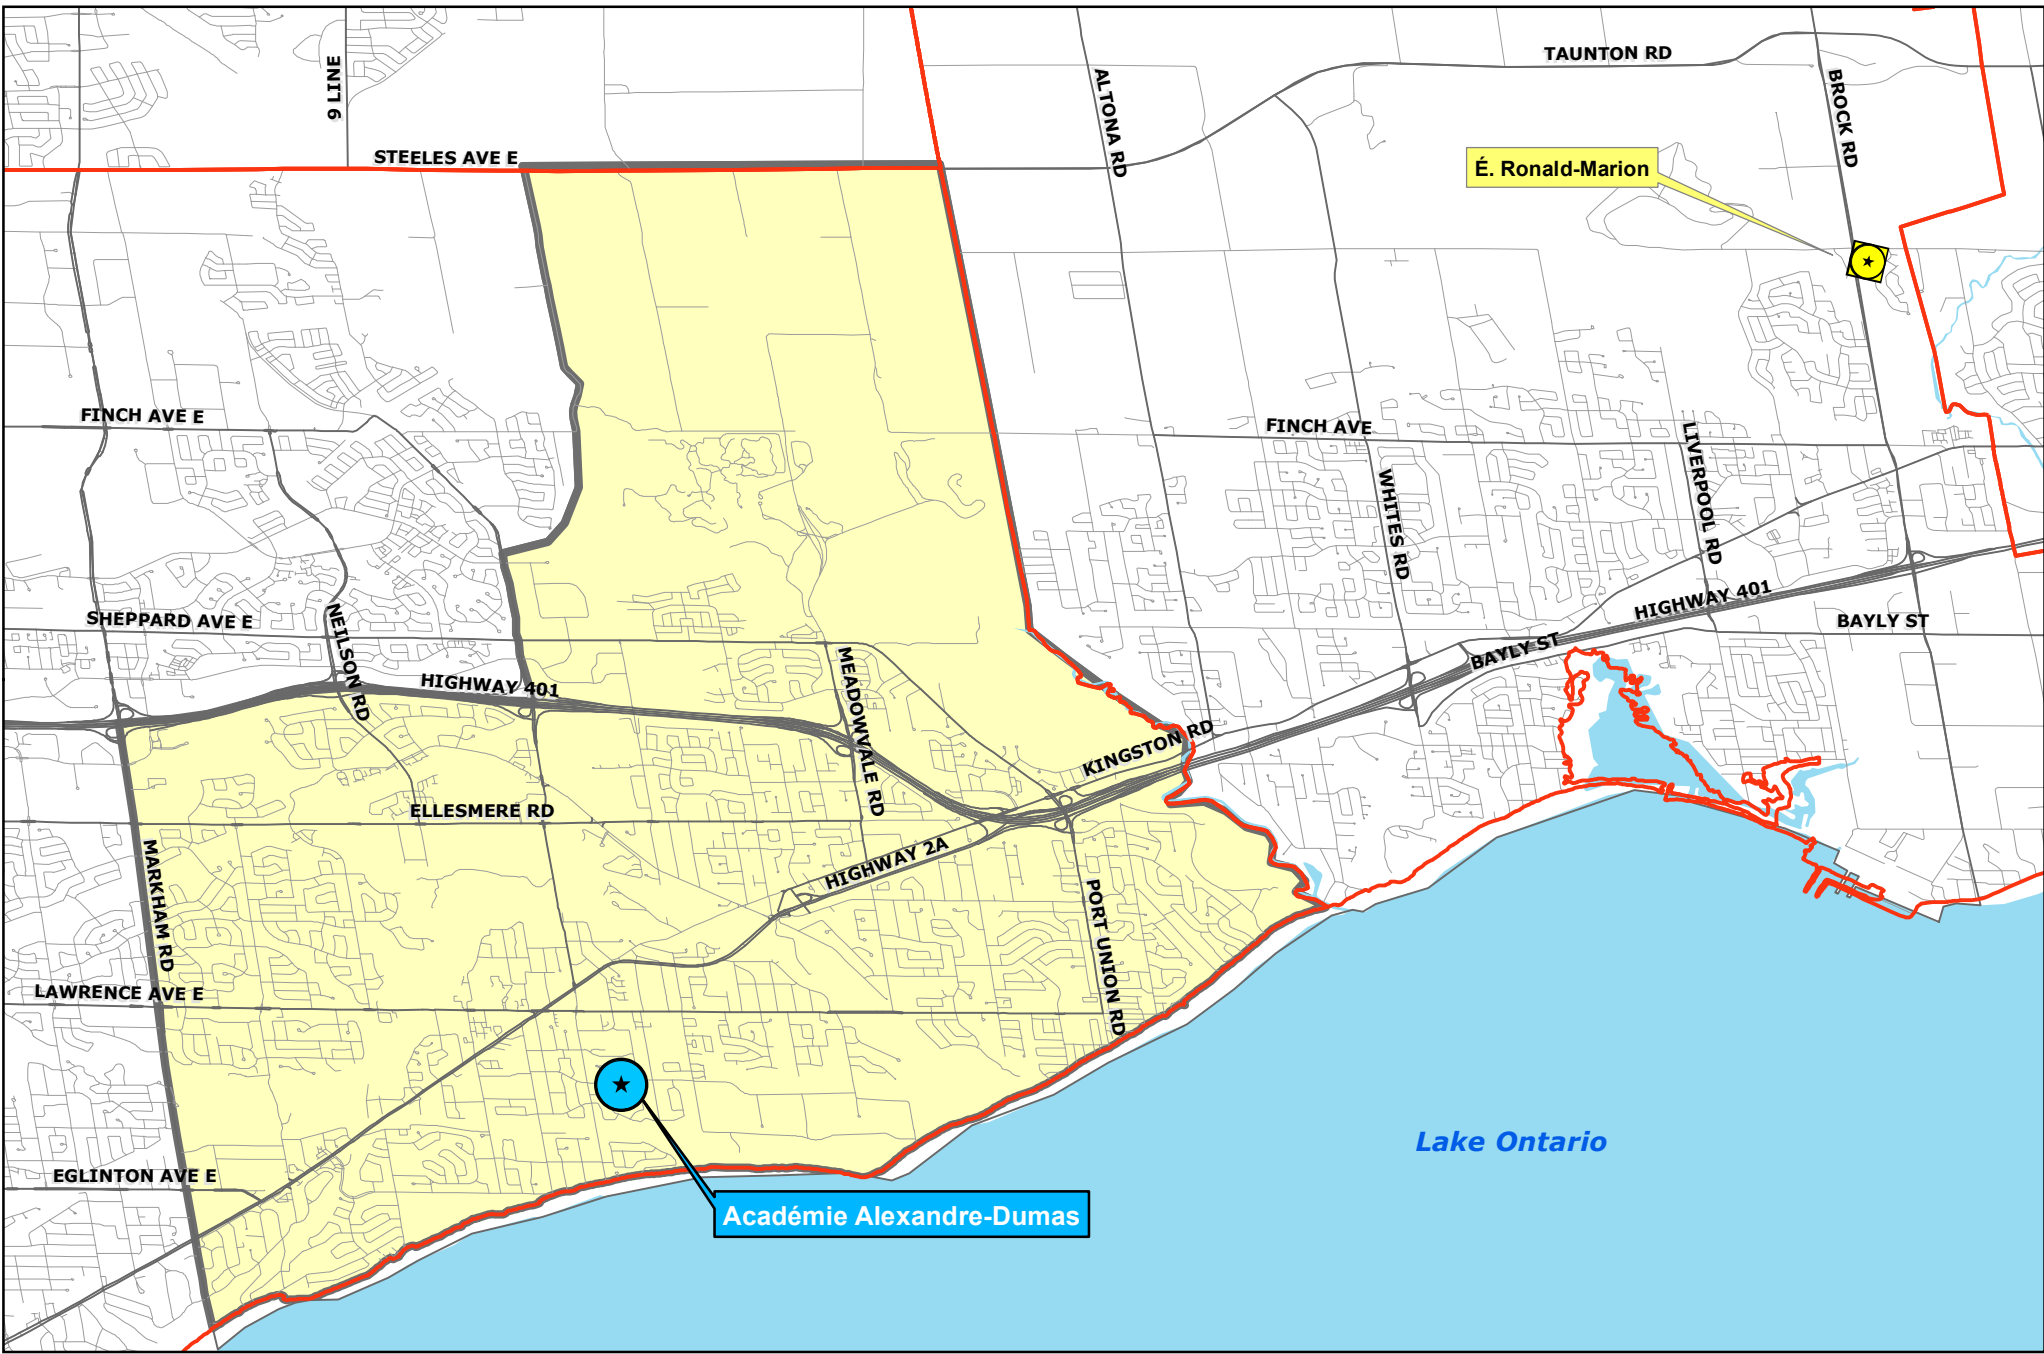 TAUNTON RD
9 LINE
ALTONA RD
BROCK RD
STEELES AVE E
É. Ronald-Marion
FINCH AVE E
FINCH AVE
LIVERPOOL RD
WHITES RD
SHEPPARD AVE E
NEILSON RD
HIGHWAY 401
BAYLY ST
BAYLY ST
MEADOWVALE RD
HIGHWAY 401
KINGSTON RD
ELLESMERE RD
MARKHAM RD
HIGHWAY 2A
PORT UNION RD
LAWRENCE AVE E
Lake Ontario
EGLINTON AVE E
Académie Alexandre-Dumas